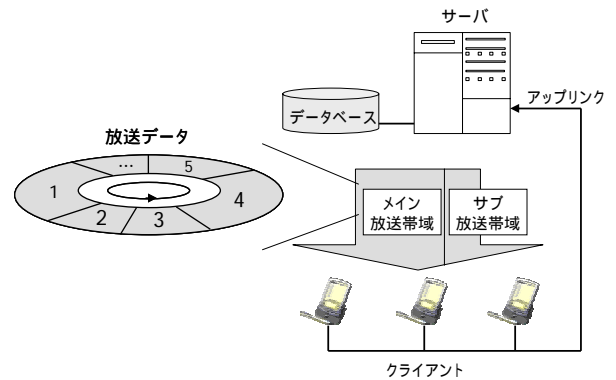 サーバ
アップリンク
データベース
放送データ
… 5
1 4
2 3
メイン
放送帯域
サブ
放送帯域
クライアント